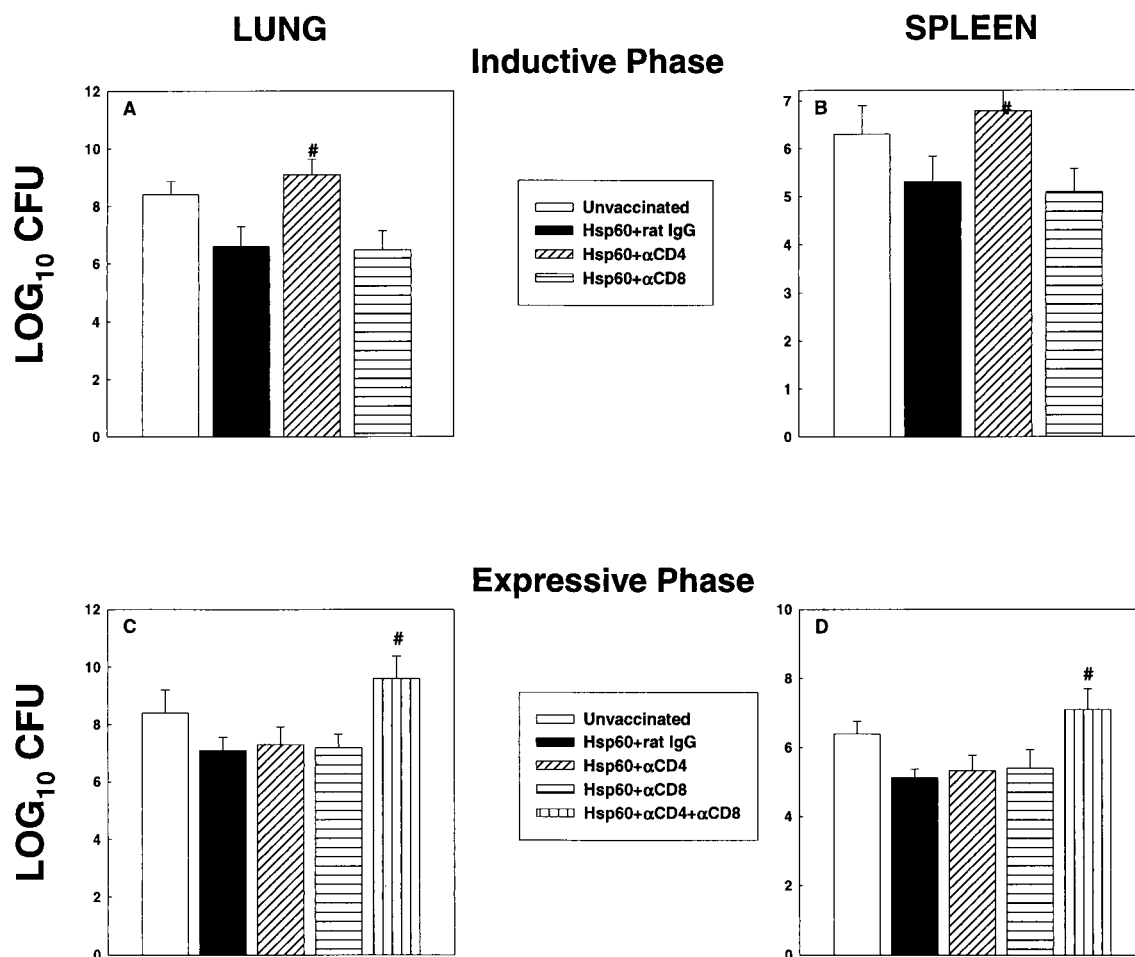 LUNG
SPLEEN
Inductive Phase
LOG10 CFU
A
12
10
8
6
4
2
0
#
Unvaccinated
Hsp60+rat IgG
Hsp60+αCD4
Hsp60+αCD8
B
7
6
5
4
3
2
1
0
#
Expressive Phase
LOG10 CFU
C
12
10
8
6
4
2
0
#
Unvaccinated
Hsp60+rat IgG
Hsp60+αCD4
Hsp60+αCD8
Hsp60+αCD4+αCD8
D
10
8
6
4
2
0
#